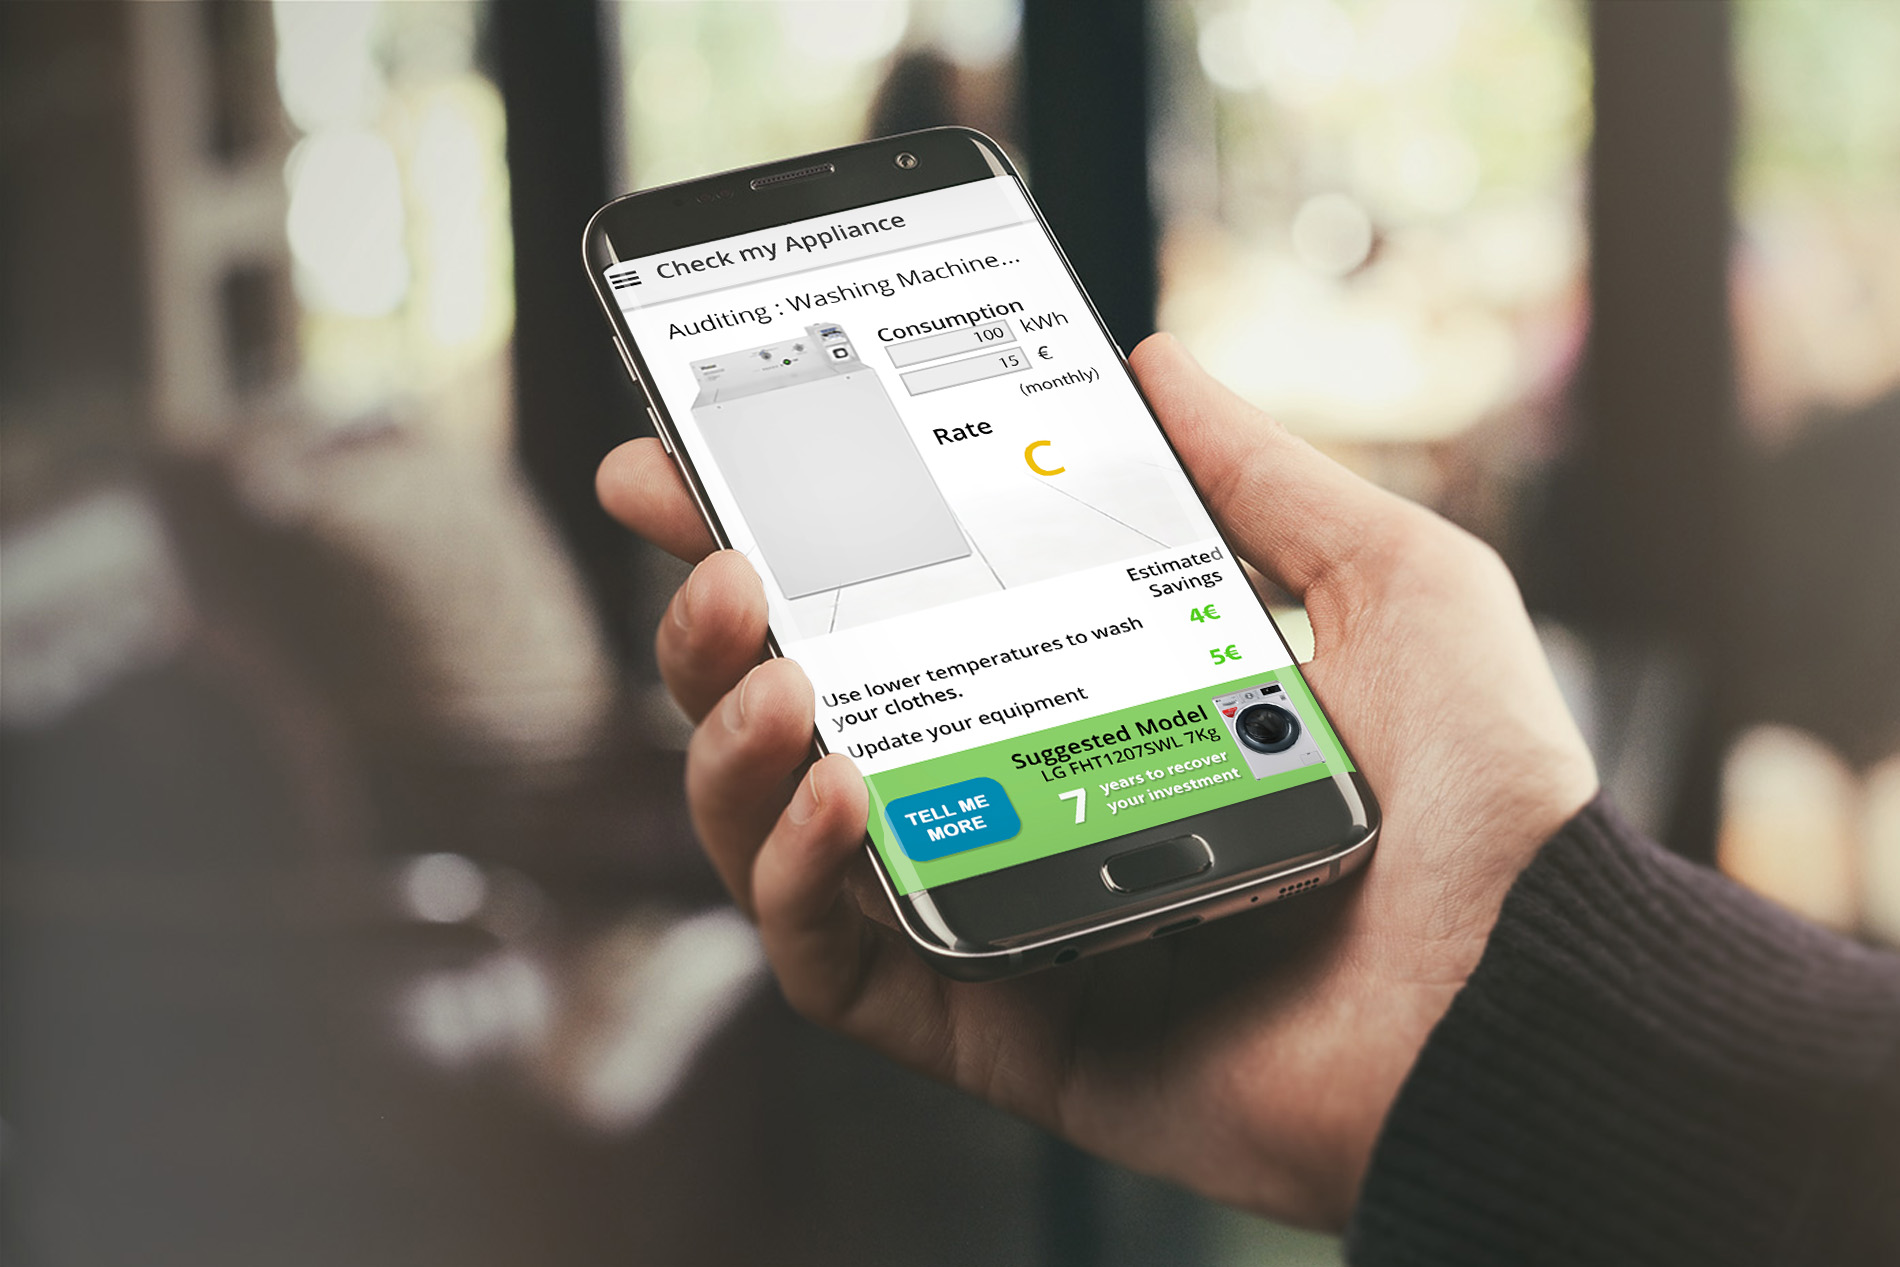 Check my Appliance
Auditing : Washing Machine...
Consumption
100 kWh
15 €
(monthly)
Rate
C
Estimated
Savings
Use lower temperatures to wash
your clothes.
4€
Update your equipment
5€
Suggested Model
LG FHT1207SWL 7Kg
7 years to recover
your investment
TELL ME
MORE